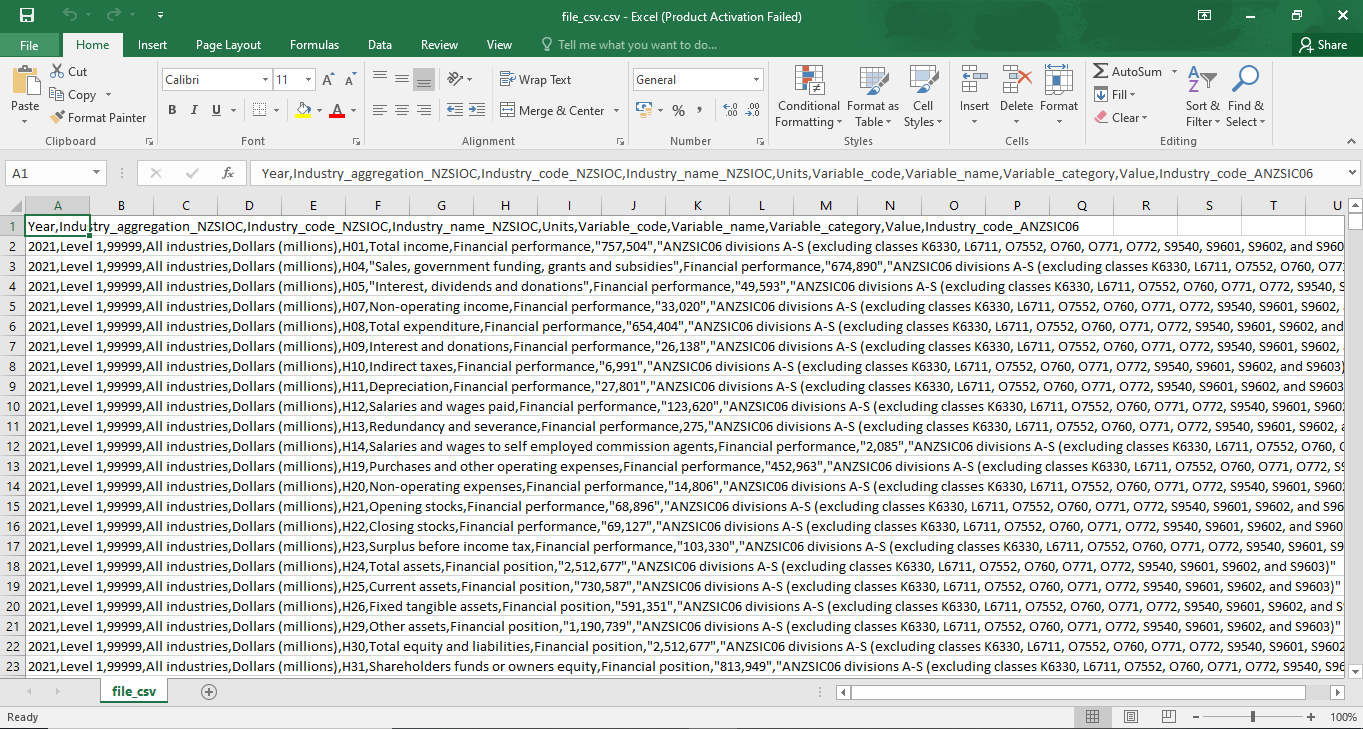 file_csv.csv - Excel (Product Activation Failed)
File Home Insert Page Layout Formulas Data Review View Tell me what you want to do... Share
Paste Cut Copy Format Painter
Calibri 11
B I U A
Wrap Text
Merge & Center
General
% ,
Conditional Formatting Format as Table Cell Styles
Insert Delete Format
AutoSum Fill Clear
Sort & Filter Find & Select
Clipboard Font Alignment Number Styles Cells Editing
A1 fx Year,Industry_aggregation_NZSIOC,Industry_code_NZSIOC,Industry_name_NZSIOC,Units,Variable_code,Variable_name,Variable_category,Value,Industry_code_ANZSIC06
A B C D E F G H I J K L M N O P Q R S T U
1 Year,Industry_aggregation_NZSIOC,Industry_code_NZSIOC,Industry_name_NZSIOC,Units,Variable_code,Variable_name,Variable_category,Value,Industry_code_ANZSIC06
2 2021,Level 1,99999,All industries,Dollars (millions),H01,Total income,Financial performance,"757,504","ANZSIC06 divisions A-S (excluding classes K6330, L6711, O7552, O760, O771, O772, S9540, S9601, S9602, and S960
3 2021,Level 1,99999,All industries,Dollars (millions),H04,"Sales, government funding, grants and subsidies",Financial performance,"674,890","ANZSIC06 divisions A-S (excluding classes K6330, L6711, O7552, O760, O77
4 2021,Level 1,99999,All industries,Dollars (millions),H05,"Interest, dividends and donations",Financial performance,"49,593","ANZSIC06 divisions A-S (excluding classes K6330, L6711, O7552, O760, O771, O772, S9540, S
5 2021,Level 1,99999,All industries,Dollars (millions),H07,Non-operating income,Financial performance,"33,020","ANZSIC06 divisions A-S (excluding classes K6330, L6711, O7552, O760, O771, O772, S9540, S9601, S9602,
6 2021,Level 1,99999,All industries,Dollars (millions),H08,Total expenditure,Financial performance,"654,404","ANZSIC06 divisions A-S (excluding classes K6330, L6711, O7552, O760, O771, O772, S9540, S9601, S9602, and
7 2021,Level 1,99999,All industries,Dollars (millions),H09,Interest and donations,Financial performance,"26,138","ANZSIC06 divisions A-S (excluding classes K6330, L6711, O7552, O760, O771, O772, S9540, S9601, S9602,
8 2021,Level 1,99999,All industries,Dollars (millions),H10,Indirect taxes,Financial performance,"6,991","ANZSIC06 divisions A-S (excluding classes K6330, L6711, O7552, O760, O771, O772, S9540, S9601, S9602, and S9603)
9 2021,Level 1,99999,All industries,Dollars (millions),H11,Depreciation,Financial performance,"27,801","ANZSIC06 divisions A-S (excluding classes K6330, L6711, O7552, O760, O771, O772, S9540, S9601, S9602, and S9603
10 2021,Level 1,99999,All industries,Dollars (millions),H12,Salaries and wages paid,Financial performance,"123,620","ANZSIC06 divisions A-S (excluding classes K6330, L6711, O7552, O760, O771, O772, S9540, S9601, S960
11 2021,Level 1,99999,All industries,Dollars (millions),H13,Redundancy and severance,Financial performance,275,"ANZSIC06 divisions A-S (excluding classes K6330, L6711, O7552, O760, O771, O772, S9540, S9601, S9602, a
12 2021,Level 1,99999,All industries,Dollars (millions),H14,Salaries and wages to self employed commission agents,Financial performance,"2,085","ANZSIC06 divisions A-S (excluding classes K6330, L6711, O7552, O760,
13 2021,Level 1,99999,All industries,Dollars (millions),H19,Purchases and other operating expenses,Financial performance,"452,963","ANZSIC06 divisions A-S (excluding classes K6330, L6711, O7552, O760, O771, O772, S
14 2021,Level 1,99999,All industries,Dollars (millions),H20,Non-operating expenses,Financial performance,"14,806","ANZSIC06 divisions A-S (excluding classes K6330, L6711, O7552, O760, O771, O772, S9540, S9601, S9602
15 2021,Level 1,99999,All industries,Dollars (millions),H21,Opening stocks,Financial performance,"68,896","ANZSIC06 divisions A-S (excluding classes K6330, L6711, O7552, O760, O771, O772, S9540, S9601, S9602, and S96
16 2021,Level 1,99999,All industries,Dollars (millions),H22,Closing stocks,Financial performance,"69,127","ANZSIC06 divisions A-S (excluding classes K6330, L6711, O7552, O760, O771, O772, S9540, S9601, S9602, and S960
17 2021,Level 1,99999,All industries,Dollars (millions),H23,Surplus before income tax,Financial performance,"103,330","ANZSIC06 divisions A-S (excluding classes K6330, L6711, O7552, O760, O771, O772, S9540, S9601, S9
18 2021,Level 1,99999,All industries,Dollars (millions),H24,Total assets,Financial position,"2,512,677","ANZSIC06 divisions A-S (excluding classes K6330, L6711, O7552, O760, O771, O772, S9540, S9601, S9602, and S9603)"
19 2021,Level 1,99999,All industries,Dollars (millions),H25,Current assets,Financial position,"730,587","ANZSIC06 divisions A-S (excluding classes K6330, L6711, O7552, O760, O771, O772, S9540, S9601, S9602, and S9603)"
20 2021,Level 1,99999,All industries,Dollars (millions),H26,Fixed tangible assets,Financial position,"591,351","ANZSIC06 divisions A-S (excluding classes K6330, L6711, O7552, O760, O771, O772, S9540, S9601, S9602, and S
21 2021,Level 1,99999,All industries,Dollars (millions),H29,Other assets,Financial position,"1,190,739","ANZSIC06 divisions A-S (excluding classes K6330, L6711, O7552, O760, O771, O772, S9540, S9601, S9602, and S9603)"
22 2021,Level 1,99999,All industries,Dollars (millions),H30,Total equity and liabilities,Financial position,"2,512,677","ANZSIC06 divisions A-S (excluding classes K6330, L6711, O7552, O760, O771, O772, S9540, S9601, S9602
23 2021,Level 1,99999,All industries,Dollars (millions),H31,Shareholders funds or owners equity,Financial position,"813,949","ANZSIC06 divisions A-S (excluding classes K6330, L6711, O7552, O760, O771, O772, S9540, S96
file_csv
Ready 100%